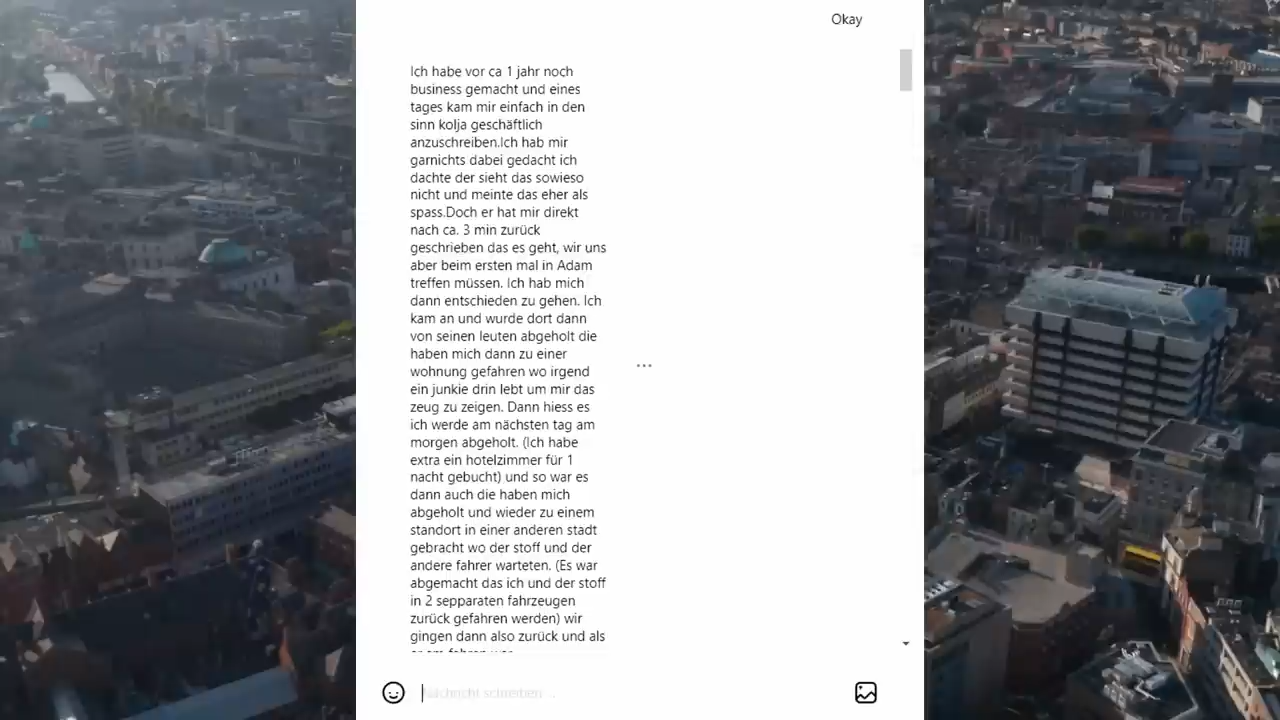 Okay
Ich habe vor ca 1 jahr noch
business gemacht und eines
tages kam mir einfach in den
sinn kolja geschäftlich
anzuschreiben.Ich hab mir
garnichts dabei gedacht ich
dachte der sieht das sowieso
nicht und meinte das eher als
spass.Doch er hat mir direkt
nach ca. 3 min zurück
geschrieben das es geht, wir uns
aber beim ersten mal in Adam
treffen müssen. Ich hab mich
dann entschieden zu gehen. Ich
kam an und wurde dort dann
von seinen leuten abgeholt die
haben mich dann zu einer
wohnung gefahren wo irgend
ein junkie drin lebt um mir das
zeug zu zeigen. Dann hiess es
ich werde am nächsten tag am
morgen abgeholt. (Ich habe
extra ein hotelzimmer für 1
nacht gebucht) und so war es
dann auch die haben mich
abgeholt und wieder zu einem
standort in einer anderen stadt
gebracht wo der stoff und der
andere fahrer warteten. (Es war
abgemacht das ich und der stoff
in 2 sepparaten fahrzeugen
zurück gefahren werden) wir
gingen dann also zurück und als
er am fahren war
Nachricht schreiben ...